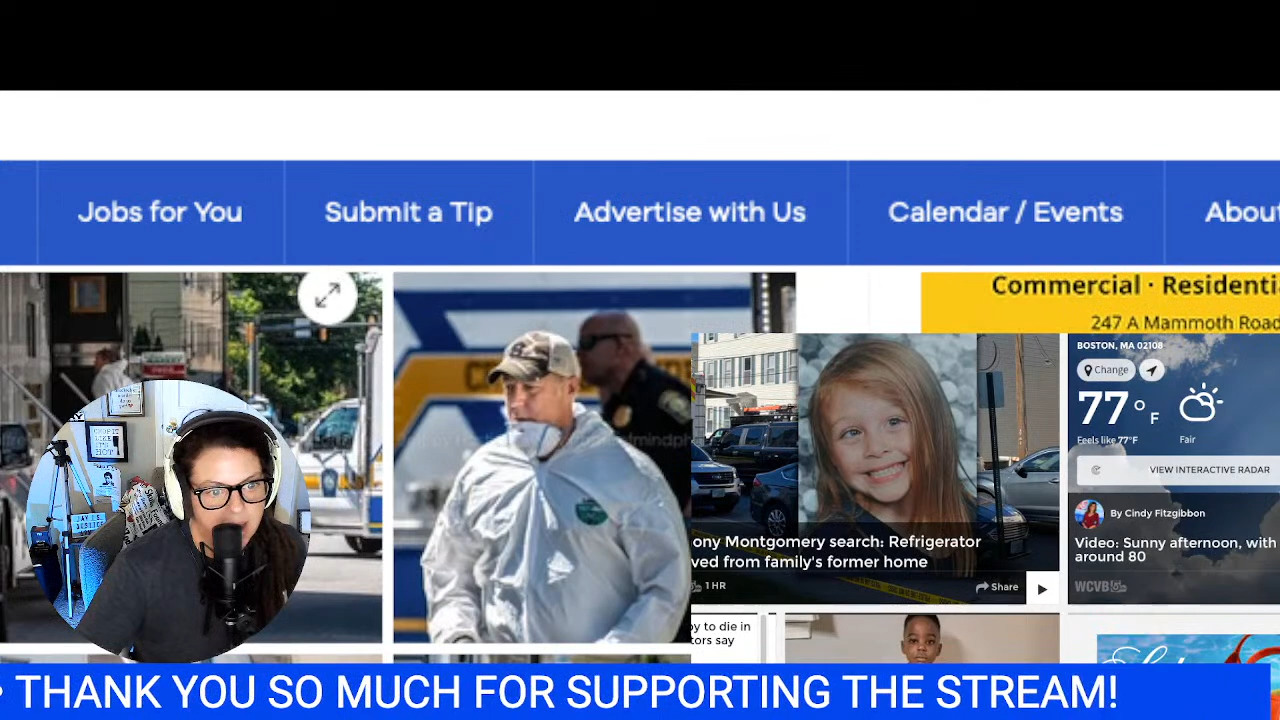 Jobs for You
Submit a Tip
Advertise with Us
Calendar / Events
About
Commercial · Residenti
247 A Mammoth Road
BOSTON, MA 02108
Change
77°F
Feels like 77°F
Fair
VIEW INTERACTIVE RADAR
By Cindy Fitzgibbon
Video: Sunny afternoon, with
around 80
WCVB
ony Montgomery search: Refrigerator
ved from family's former home
1 HR
Share
oy to die in
tors say
THANK YOU SO MUCH FOR SUPPORTING THE STREAM!